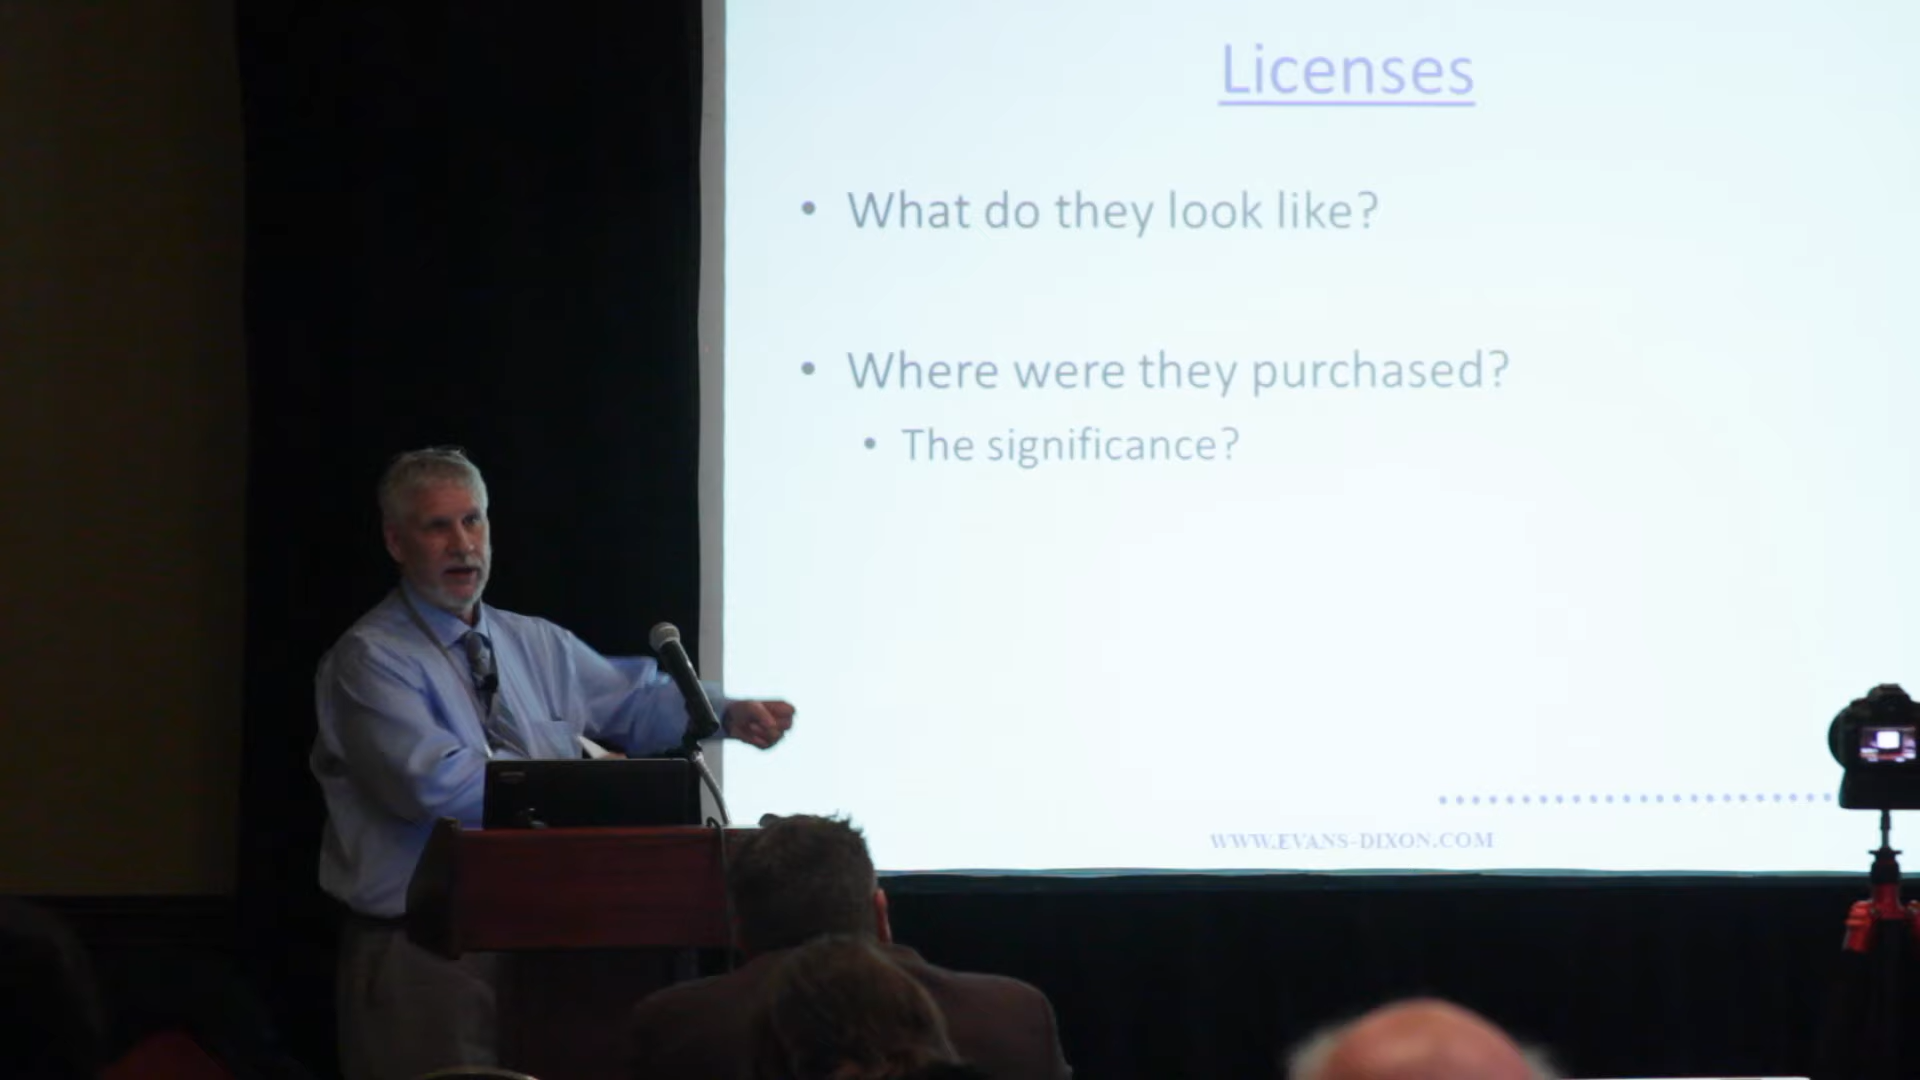 Licenses
• What do they look like?
• Where were they purchased?
• The significance?
WWW.EVANS-DIXON.COM